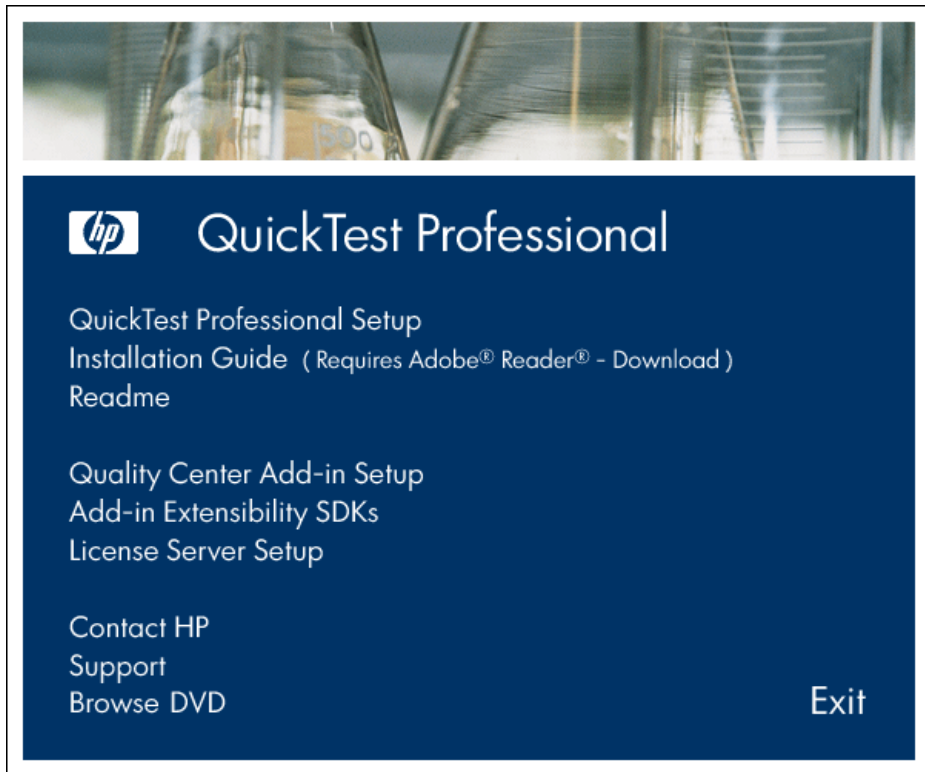 1500
hp
QuickTest Professional
QuickTest Professional Setup
Installation Guide ( Requires Adobe® Reader® - Download )
Readme
Quality Center Add-in Setup
Add-in Extensibility SDKs
License Server Setup
Contact HP
Support
Browse DVD
Exit